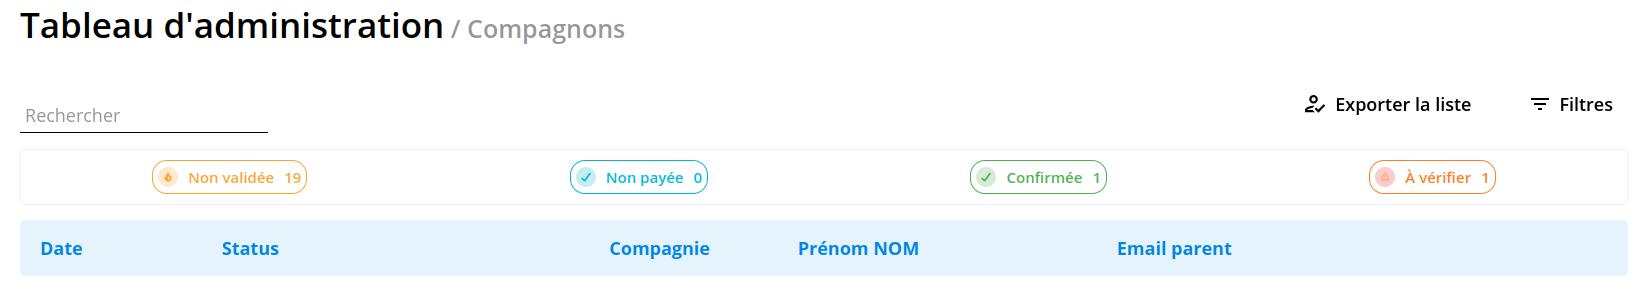 Tableau d'administration / Compagnons
Rechercher
Exporter la liste
Filtres
Non validée 19
Non payée 0
Confirmée 1
À vérifier 1
Date Status Compagnie Prénom NOM Email parent